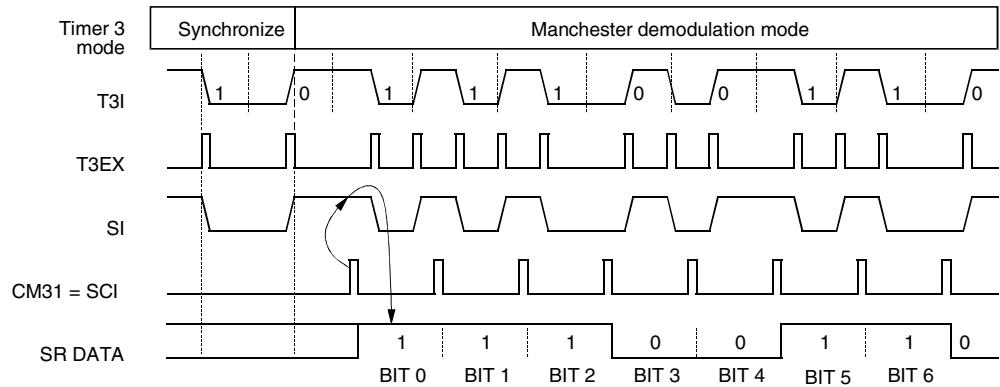 Timer 3 mode
Synchronize
Manchester demodulation mode
T3I
1 0 1 1 1 0 0 1 1 0
T3EX
SI
CM31 = SCI
SR DATA
1 1 1 0 0 1 1 0
BIT 0 BIT 1 BIT 2 BIT 3 BIT 4 BIT 5 BIT 6